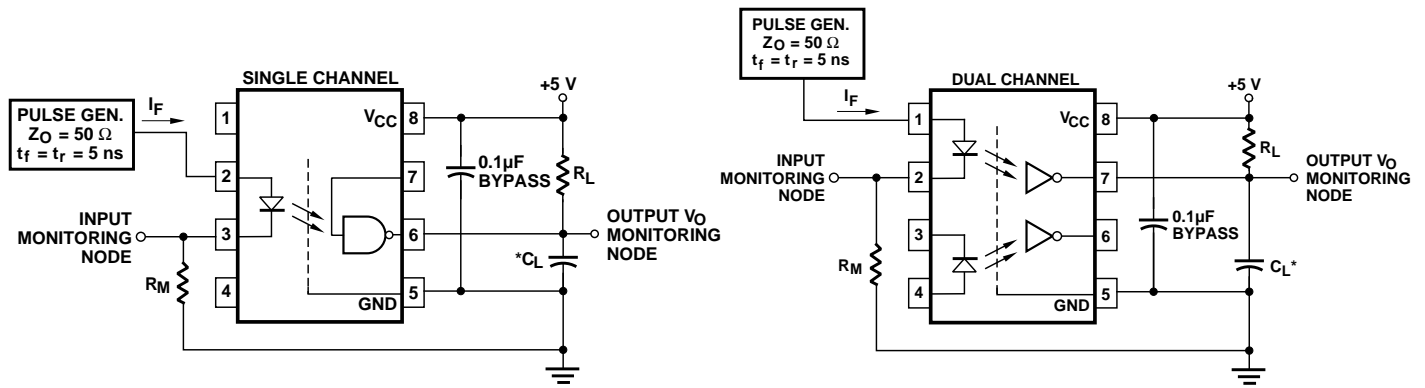 SINGLE CHANNEL
PULSE GEN.
ZO = 50 Ω
tf = tr = 5 ns
IF
1
2
3
4
VCC
8
7
6
5
GND
+5 V
0.1µF
BYPASS
RL
INPUT
MONITORING
NODE
RM
OUTPUT VO
MONITORING
NODE
*CL
PULSE GEN.
ZO = 50 Ω
tf = tr = 5 ns
DUAL CHANNEL
IF
1
2
3
4
VCC
8
7
6
5
GND
+5 V
RL
INPUT
MONITORING
NODE
RM
OUTPUT VO
MONITORING
NODE
0.1µF
BYPASS
CL*